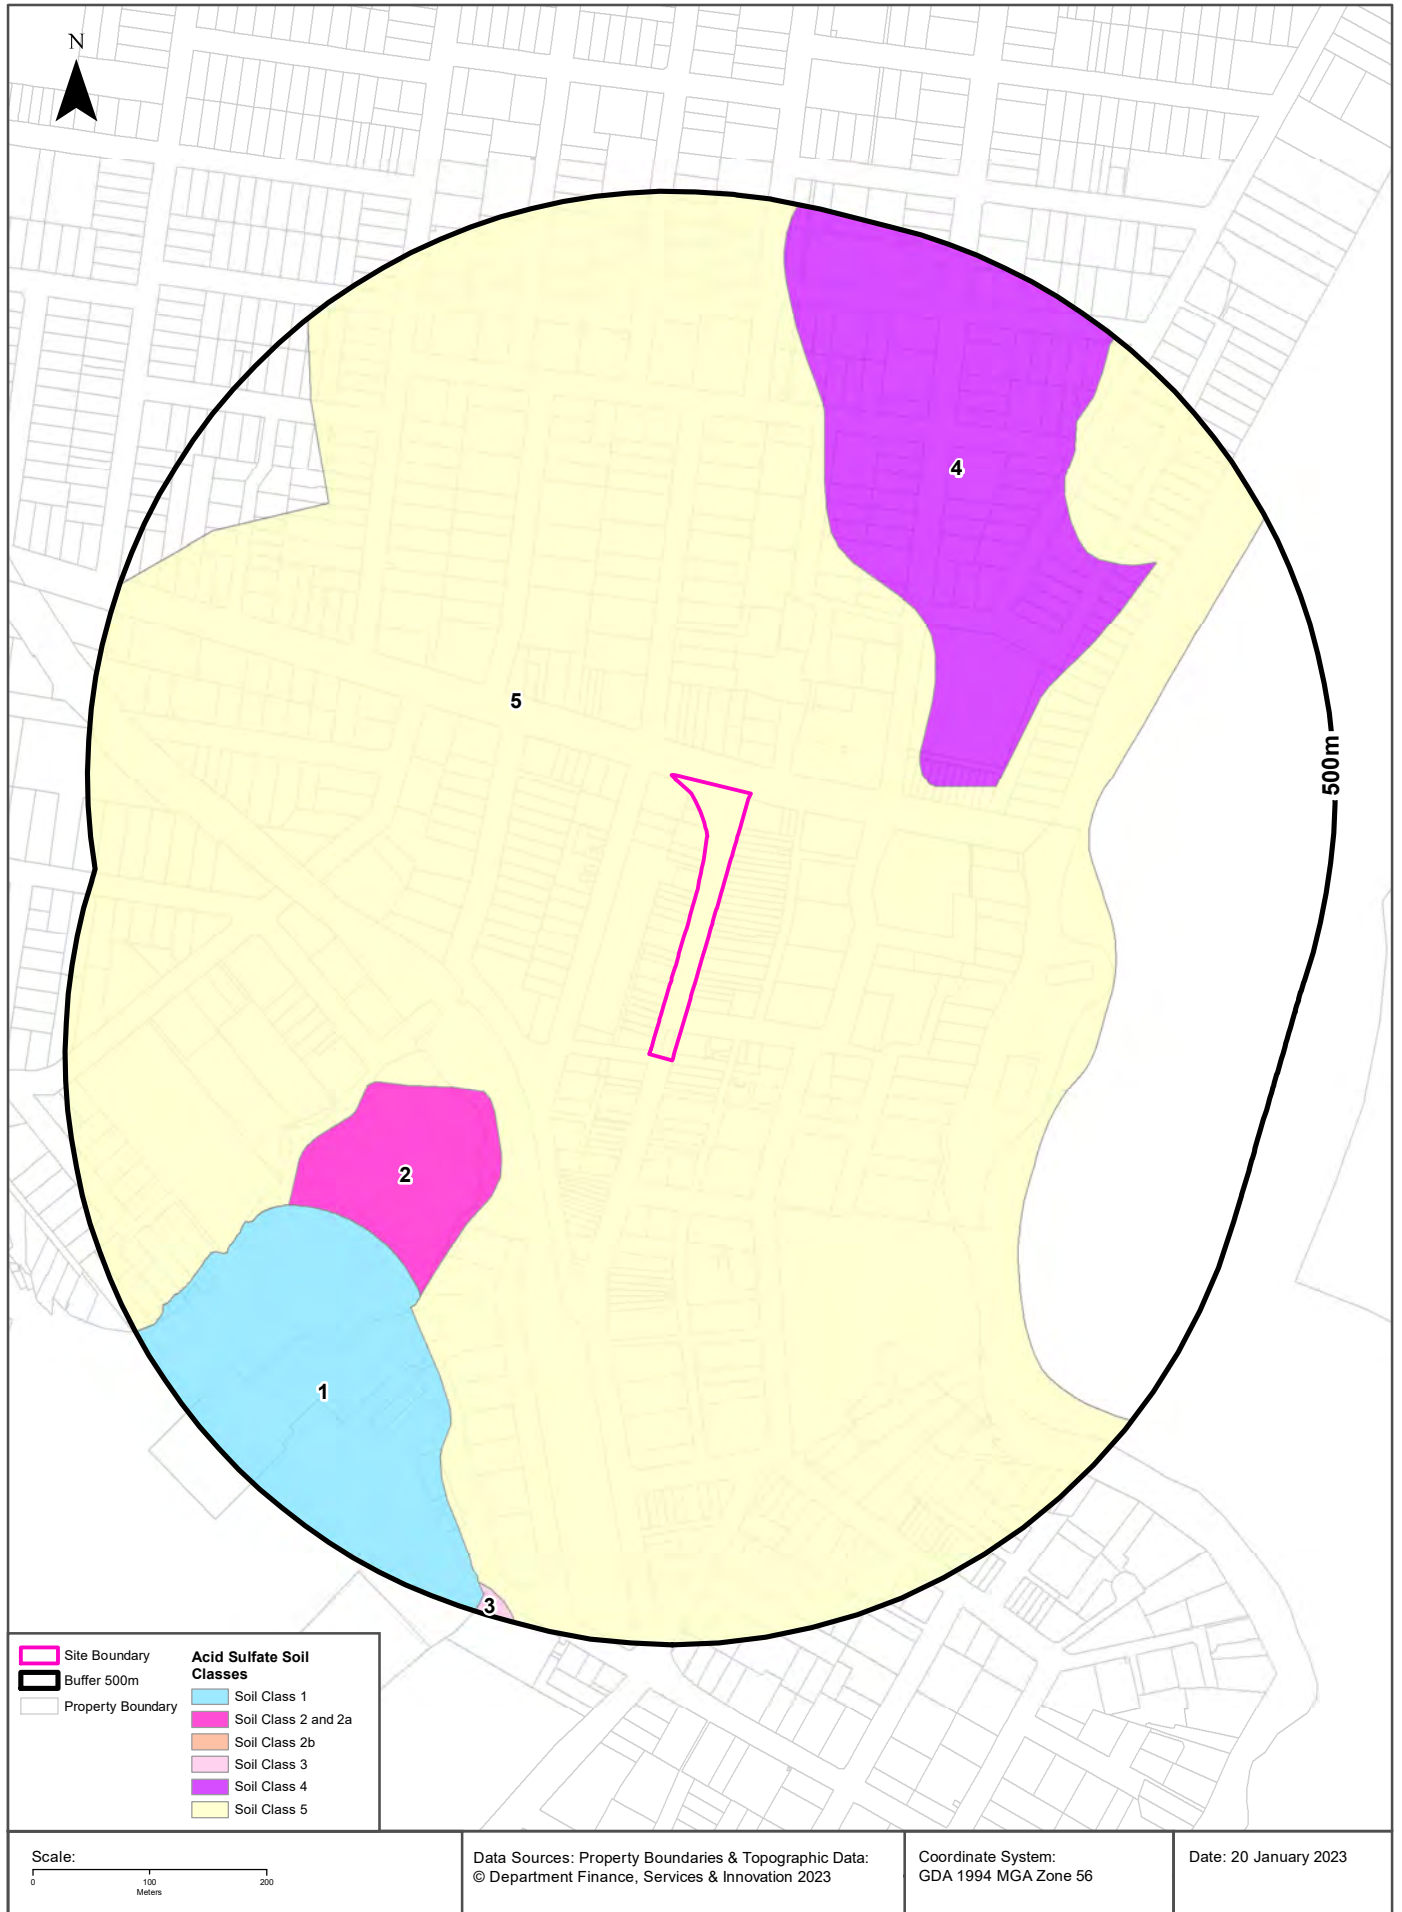 N
4
5
500m
2
1
3
Site Boundary
Buffer 500m
Property Boundary
Acid Sulfate Soil
Classes
Soil Class 1
Soil Class 2 and 2a
Soil Class 2b
Soil Class 3
Soil Class 4
Soil Class 5
Scale:
0 100 200
Meters
Data Sources: Property Boundaries & Topographic Data:
© Department Finance, Services & Innovation 2023
Coordinate System:
GDA 1994 MGA Zone 56
Date: 20 January 2023